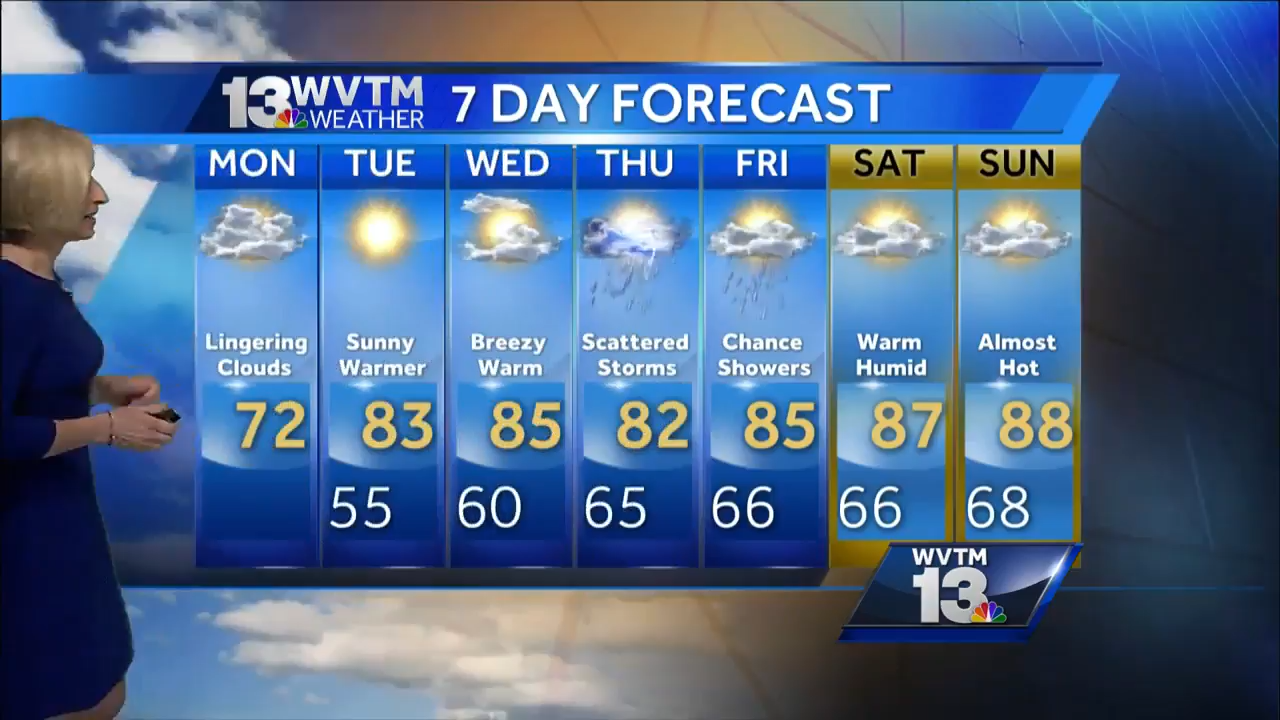 13 WVTM WEATHER 7 DAY FORECAST
MON TUE WED THU FRI SAT SUN
Lingering Clouds
Sunny Warmer
Breezy Warm
Scattered Storms
Chance Showers
Warm Humid
Almost Hot
72 83 85 82 85 87 88
55 60 65 66 66 68
WVTM
13